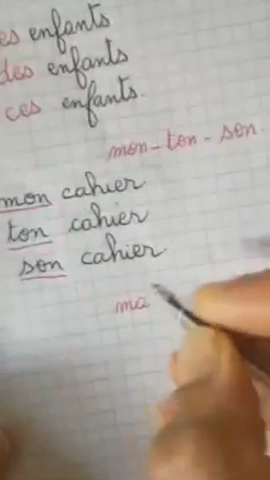 es enfants
des enfants
ces enfants.
mon - ton - son.
mon cahier
ton cahier
son cahier.
ma